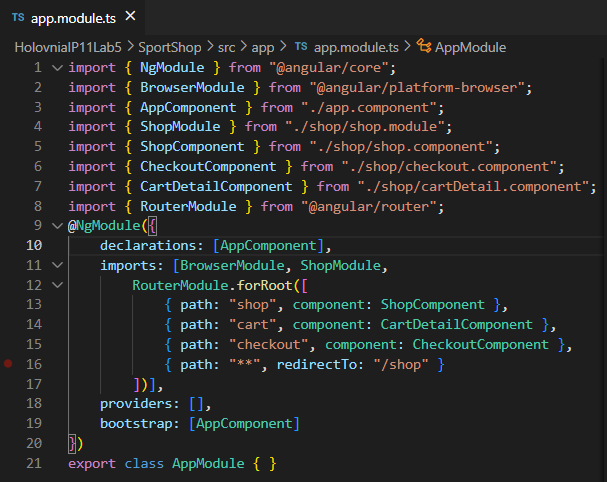 TS app.module.ts ×
HolovniaIP11Lab5 > SportShop > src > app > TS app.module.ts > AppModule
1 import { NgModule } from "@angular/core";
2 import { BrowserModule } from "@angular/platform-browser";
3 import { AppComponent } from "./app.component";
4 import { ShopModule } from "./shop/shop.module";
5 import { ShopComponent } from "./shop/shop.component";
6 import { CheckoutComponent } from "./shop/checkout.component";
7 import { CartDetailComponent } from "./shop/cartDetail.component";
8 import { RouterModule } from "@angular/router";
9 @NgModule({
10     declarations: [AppComponent],
11     imports: [BrowserModule, ShopModule,
12         RouterModule.forRoot([
13             { path: "shop", component: ShopComponent },
14             { path: "cart", component: CartDetailComponent },
15             { path: "checkout", component: CheckoutComponent },
16             { path: "**", redirectTo: "/shop" }
17         ])],
18     providers: [],
19     bootstrap: [AppComponent]
20 })
21 export class AppModule { }